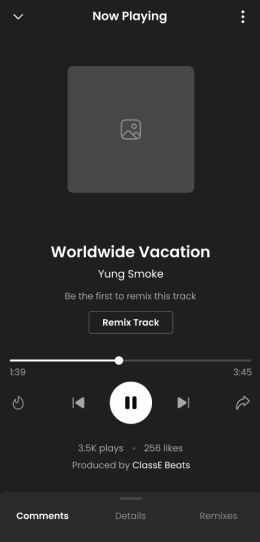 Now Playing
Worldwide Vacation
Yung Smoke
Be the first to remix this track
Remix Track
1:39 3:45
3.5K plays • 256 likes
Produced by ClassE Beats
Comments Details Remixes